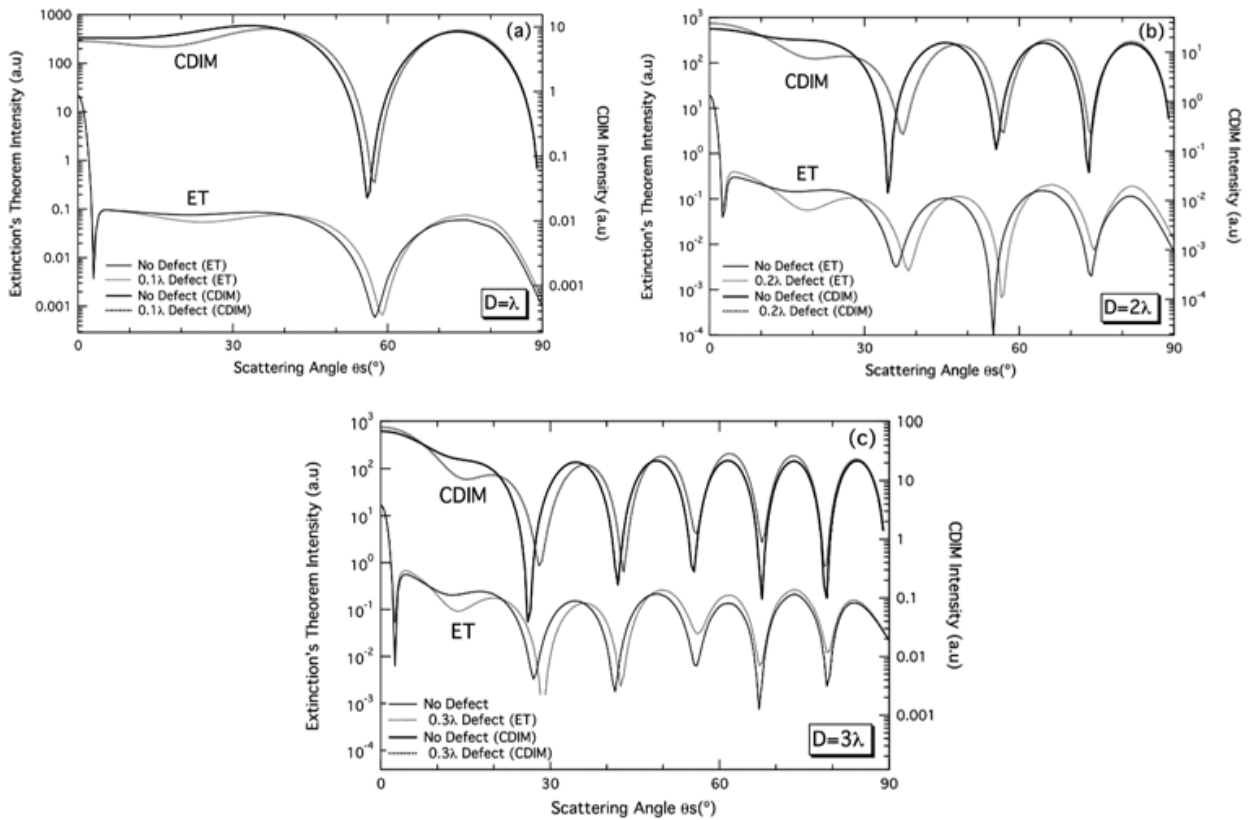 (a)
Extinction's Theorem Intensity (a.u)
1000
100
10
1
0.1
0.01
0.001
CDIM
ET
No Defect (ET)
0.1λ Defect (ET)
No Defect (CDIM)
0.1λ Defect (CDIM)
D=λ
10
1
0.1
0.01
0.001
CDIM Intensity (a.u)
0
30
60
90
Scattering Angle θs(°)
(b)
Extinction's Theorem Intensity (a.u)
10³
10²
10¹
10⁰
10⁻¹
10⁻²
10⁻³
10⁻⁴
CDIM
ET
No Defect (ET)
0.2λ Defect (ET)
No Defect (CDIM)
0.2λ Defect (CDIM)
D=2λ
10¹
10⁰
10⁻¹
10⁻²
10⁻³
10⁻⁴
CDIM Intensity (a.u)
0
30
60
90
Scattering Angle θs(°)
(c)
Extinction's Theorem Intensity (a.u)
10³
10²
10¹
10⁰
10⁻¹
10⁻²
10⁻³
10⁻⁴
CDIM
ET
No Defect
0.3λ Defect (ET)
No Defect (CDIM)
0.3λ Defect (CDIM)
D=3λ
100
10
1
0.1
0.01
0.001
CDIM Intensity (a.u)
0
30
60
90
Scattering Angle θs(°)